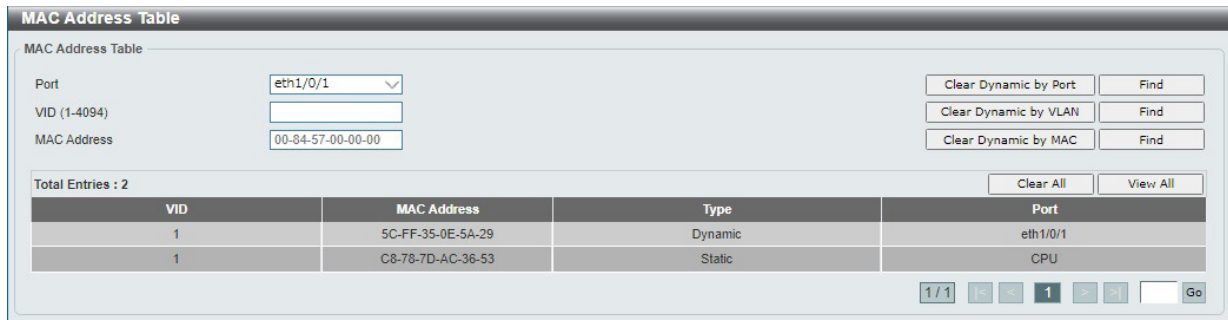 MAC Address Table
MAC Address Table
Port eth1/0/1 Clear Dynamic by Port Find
VID (1-4094) Clear Dynamic by VLAN Find
MAC Address 00-84-57-00-00-00 Clear Dynamic by MAC Find
Total Entries : 2 Clear All View All
VID MAC Address Type Port
1 5C-FF-35-0E-5A-29 Dynamic eth1/0/1
1 C8-78-7D-AC-36-53 Static CPU
1/1 |< < 1 > >| Go